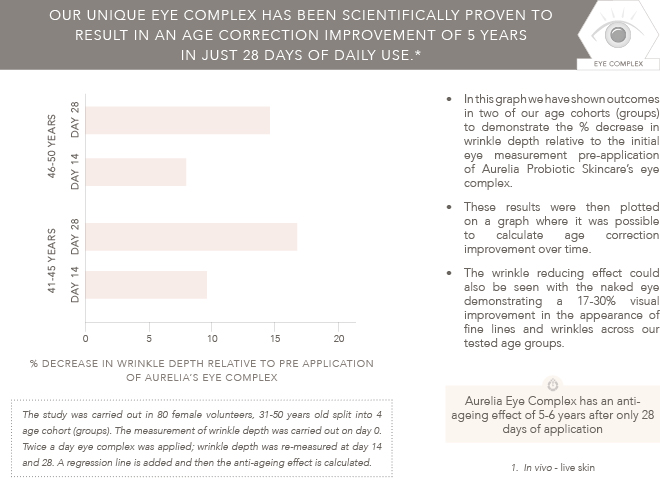 OUR UNIQUE EYE COMPLEX HAS BEEN SCIENTIFICALLY PROVEN TO
RESULT IN AN AGE CORRECTION IMPROVEMENT OF 5 YEARS
IN JUST 28 DAYS OF DAILY USE.*
EYE COMPLEX
46-50 YEARS
DAY 28
DAY 14
41-45 YEARS
DAY 28
DAY 14
0 5 10 15 20
% DECREASE IN WRINKLE DEPTH RELATIVE TO PRE APPLICATION
OF AURELIA'S EYE COMPLEX
The study was carried out in 80 female volunteers, 31-50 years old split into 4
age cohort (groups). The measurement of wrinkle depth was carried out on day 0.
Twice a day eye complex was applied; wrinkle depth was re-measured at day 14
and 28. A regression line is added and then the anti-ageing effect is calculated.
• In this graph we have shown outcomes
in two of our age cohorts (groups)
to demonstrate the % decrease in
wrinkle depth relative to the initial
eye measurement pre-application
of Aurelia Probiotic Skincare's eye
complex.
• These results were then plotted
on a graph where it was possible
to calculate age correction
improvement over time.
• The wrinkle reducing effect could
also be seen with the naked eye
demonstrating a 17-30% visual
improvement in the appearance of
fine lines and wrinkles across our
tested age groups.
Aurelia Eye Complex has an anti-
ageing effect of 5-6 years after only 28
days of application
1. In vivo - live skin